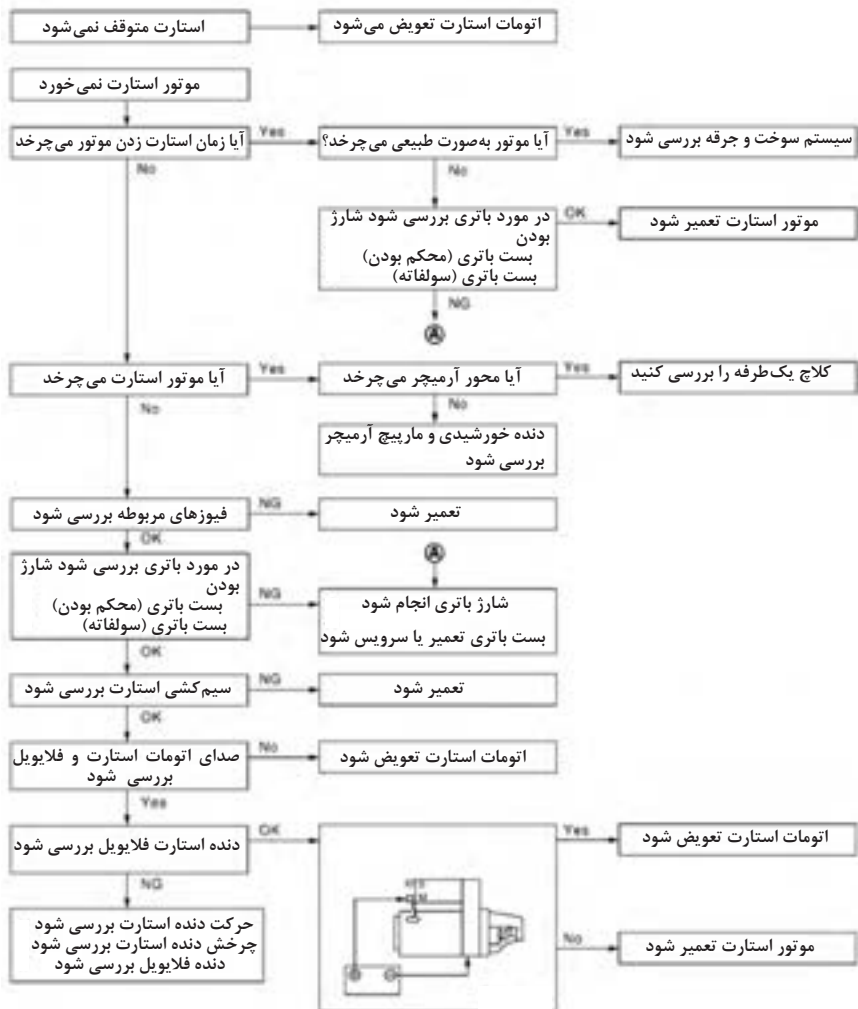 استارت متوقف نمی‌شود
اتومات استارت تعویض می‌شود
موتور استارت نمی‌خورد
آیا زمان استارت زدن موتور می‌چرخد
Yes
آیا موتور به‌صورت طبیعی می‌چرخد؟
Yes
سیستم سوخت و جرقه بررسی شود
No
No
در مورد باتری بررسی شود شارژ
بودن
بست باتری (محکم بودن)
بست باتری (سولفاته)
OK
موتور استارت تعمیر شود
NG
A
آیا موتور استارت می‌چرخد
Yes
آیا محور آرمیچر می‌چرخد
Yes
کلاچ یک‌طرفه را بررسی کنید
No
No
دنده خورشیدی و مارپیچ آرمیچر
بررسی شود
فیوزهای مربوطه بررسی شود
NG
تعمیر شود
OK
A
در مورد باتری بررسی شود شارژ
بودن
بست باتری (محکم بودن)
بست باتری (سولفاته)
NG
شارژ باتری انجام شود
بست باتری تعمیر یا سرویس شود
OK
سیم‌کشی استارت بررسی شود
NG
تعمیر شود
OK
صدای اتومات استارت و فلایویل
بررسی شود
No
اتومات استارت تعویض شود
Yes
دنده استارت فلایویل بررسی شود
OK
Yes
اتومات استارت تعویض شود
NG
M
حرکت دنده استارت بررسی شود
چرخش دنده استارت بررسی شود
دنده فلایویل بررسی شود
No
موتور استارت تعمیر شود